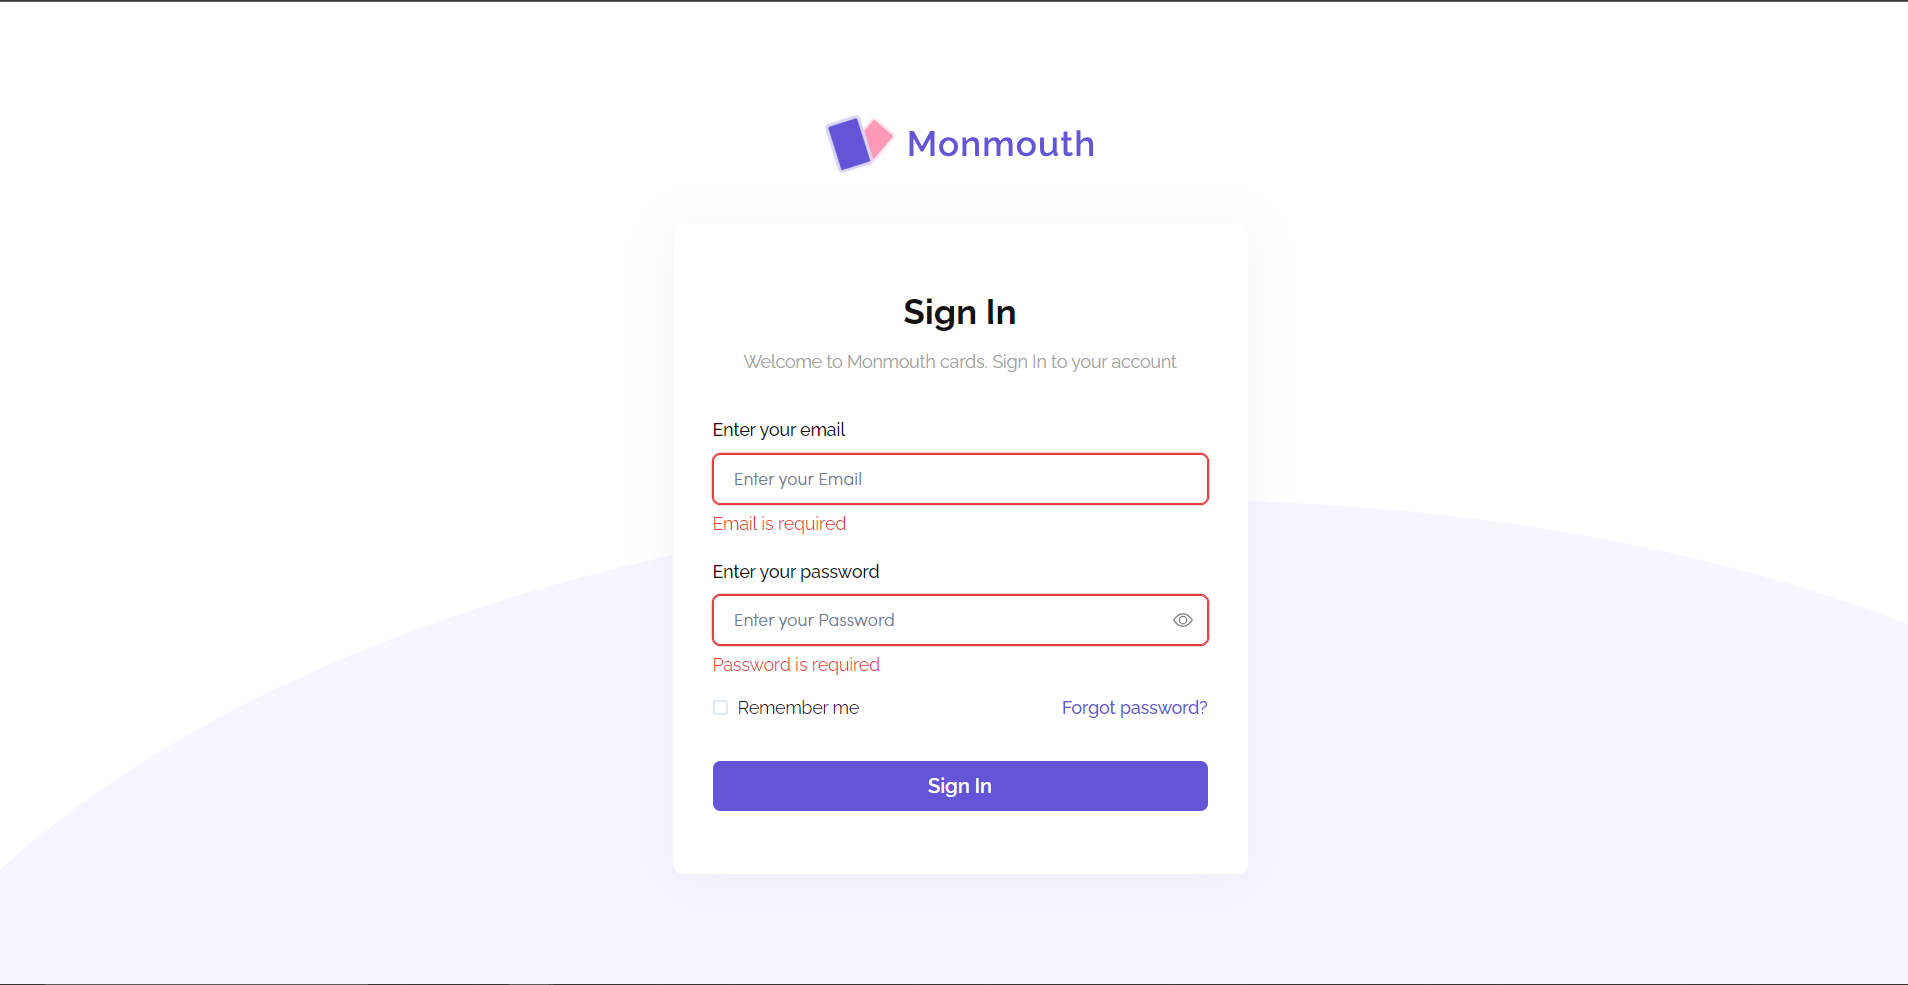 Monmouth
Sign In
Welcome to Monmouth cards. Sign In to your account
Enter your email
Enter your Email
Email is required
Enter your password
Enter your Password
Password is required
Remember me
Forgot password?
Sign In